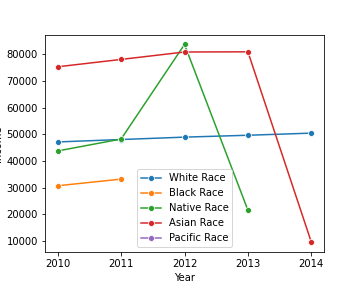 80000
70000
60000
50000
40000
30000
20000
10000
White Race
Black Race
Native Race
Asian Race
Pacific Race
2010 2011 2012 2013 2014
Year